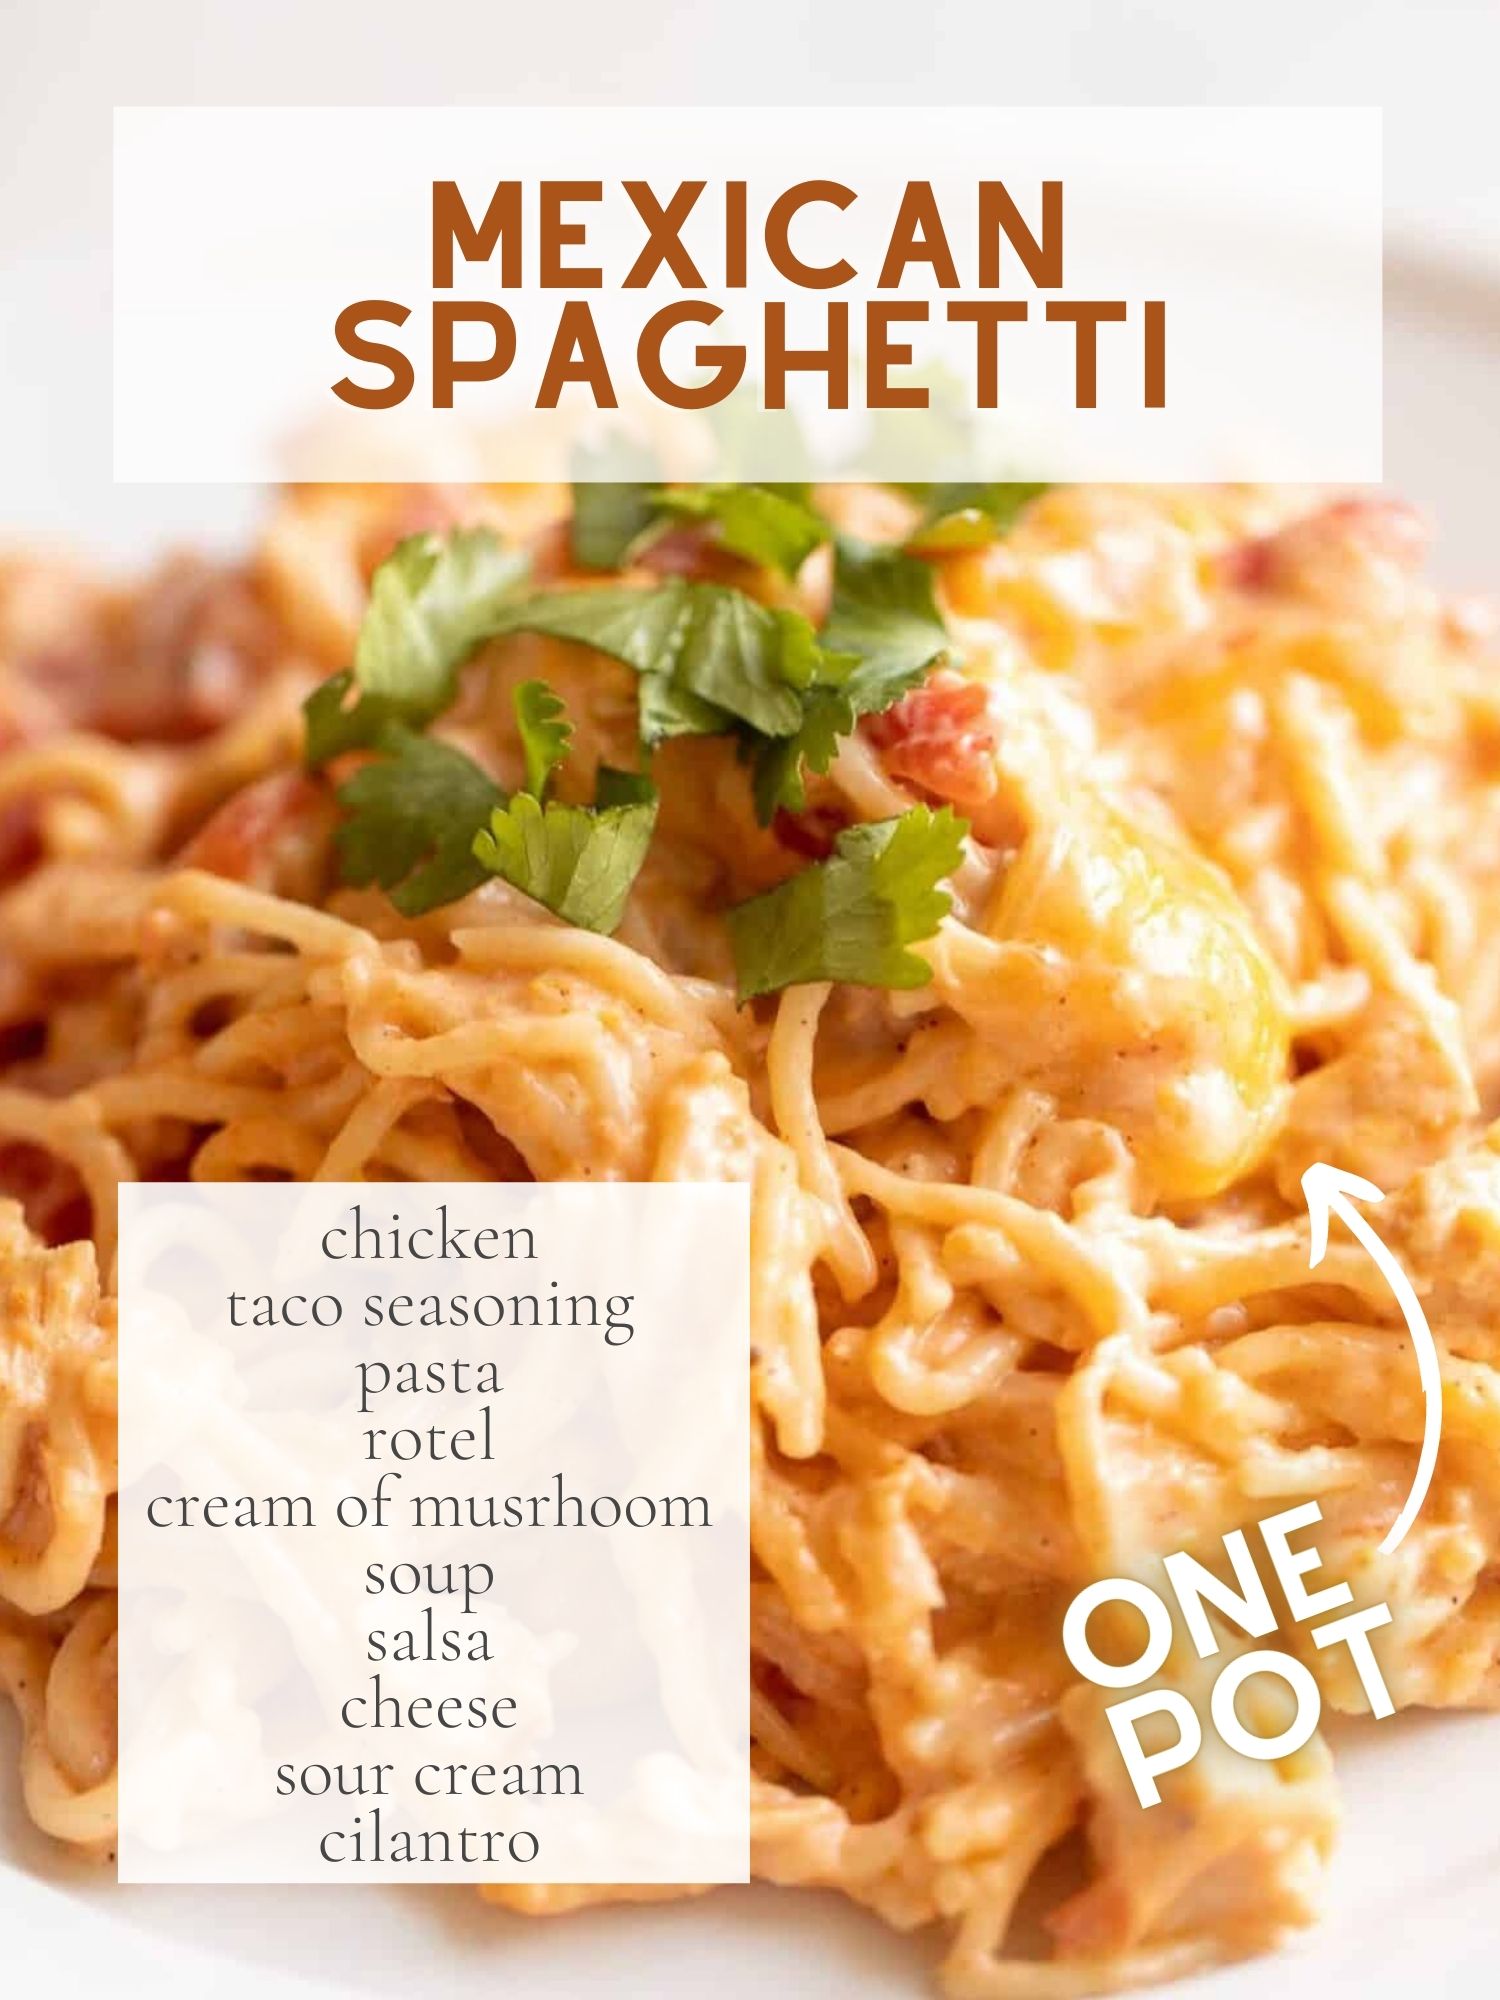 MEXICAN
SPAGHETTI
chicken
taco seasoning
pasta
rotel
cream of musrhoom
soup
salsa
cheese
sour cream
cilantro
ONE
POT